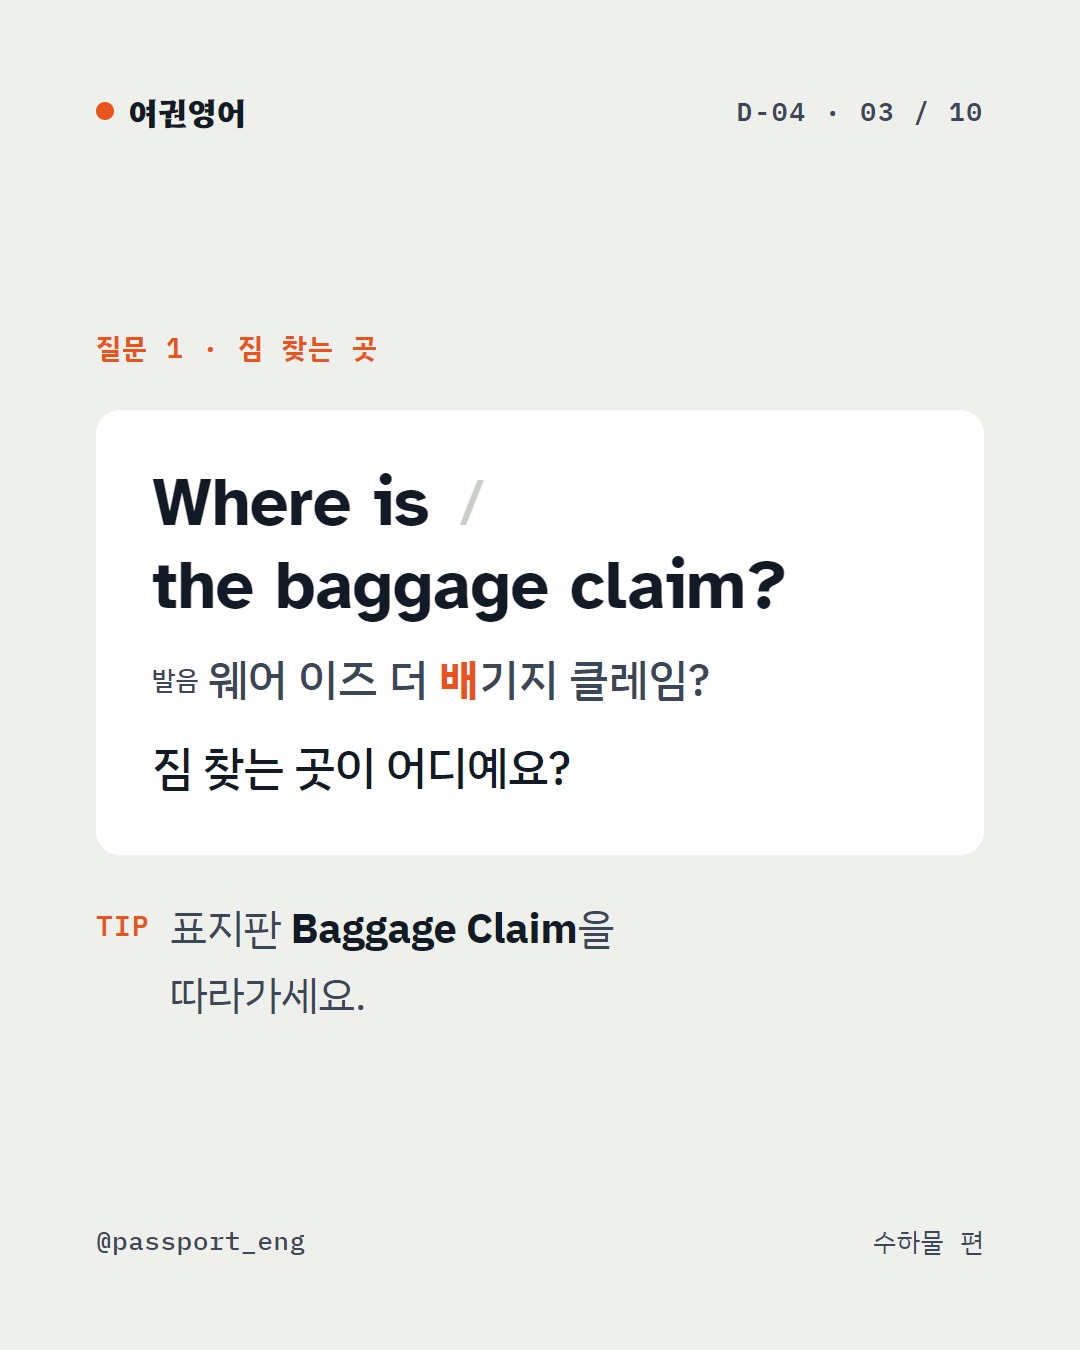 여권영어
D-04 · 03 / 10
질문 1 · 짐 찾는 곳
Where is /
the baggage claim?
발음 웨어 이즈 더 배기지 클레임?
짐 찾는 곳이 어디예요?
TIP 표지판 Baggage Claim을
따라가세요.
@passport_eng
수하물 편